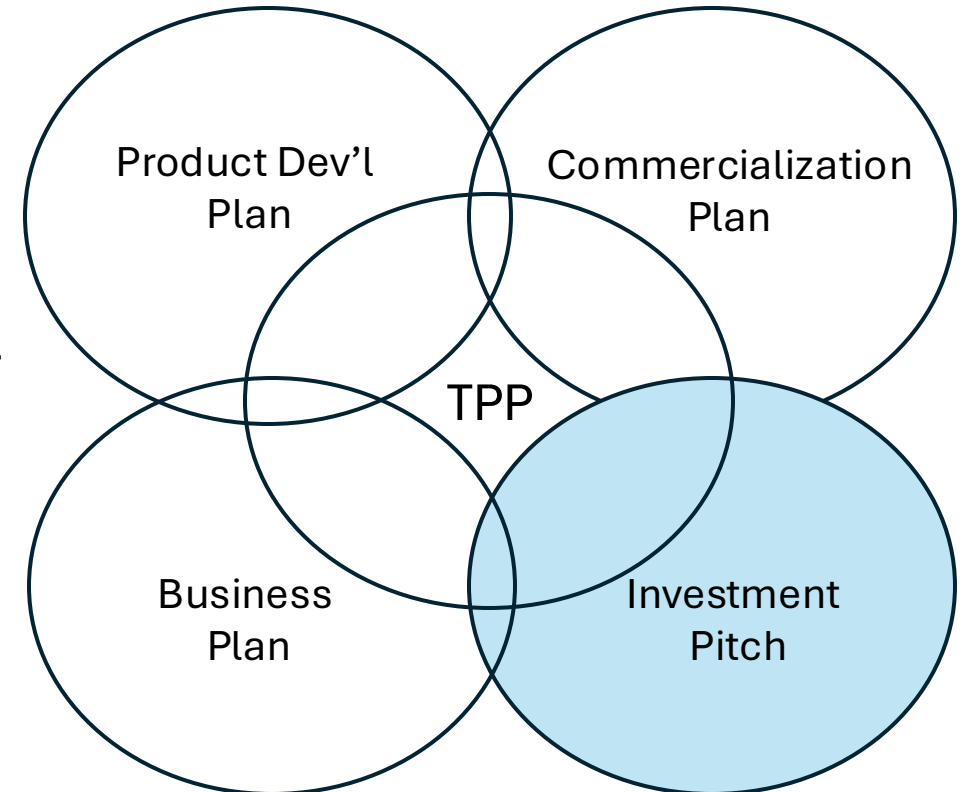 Product Dev’l
Plan
Commercialization
Plan
TPP
Business
Plan
Investment
Pitch